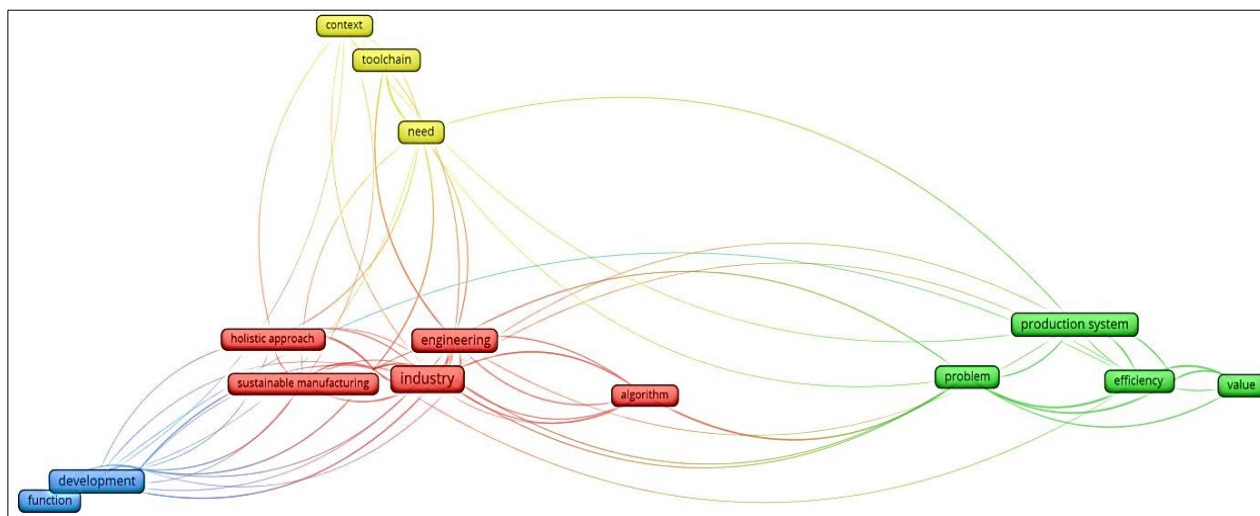 context
toolchain
need
production system
holistic approach
engineering
industry
problem
efficiency
sustainable manufacturing
value
algorithm
development
function